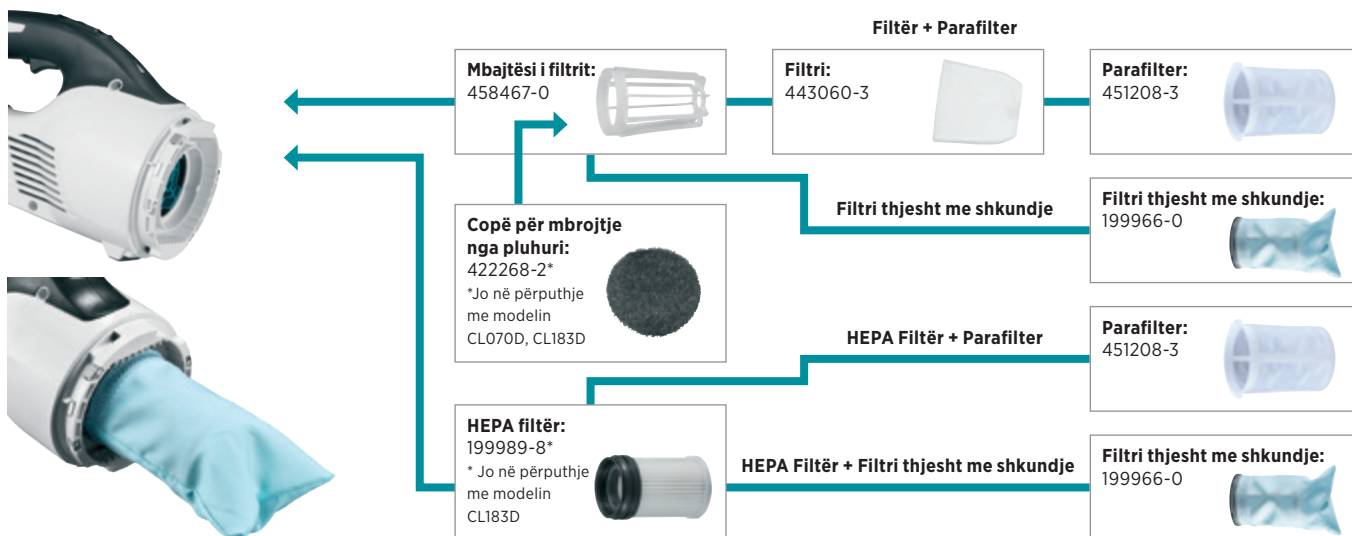 Filtër + Parafilter
Mbajtësi i filtrit:
458467-0
Filtri:
443060-3
Parafilter:
451208-3
Filtri thjesht me shkundje
Filtri thjesht me shkundje:
199966-0
Copë për mbrojtje
nga pluhuri:
422268-2*
*Jo në përputhje
me modelin
CL070D, CL183D
HEPA Filtër + Parafilter
Parafilter:
451208-3
HEPA filtër:
199989-8*
* Jo në përputhje
me modelin
CL183D
HEPA Filtër + Filtri thjesht me shkundje
Filtri thjesht me shkundje:
199966-0